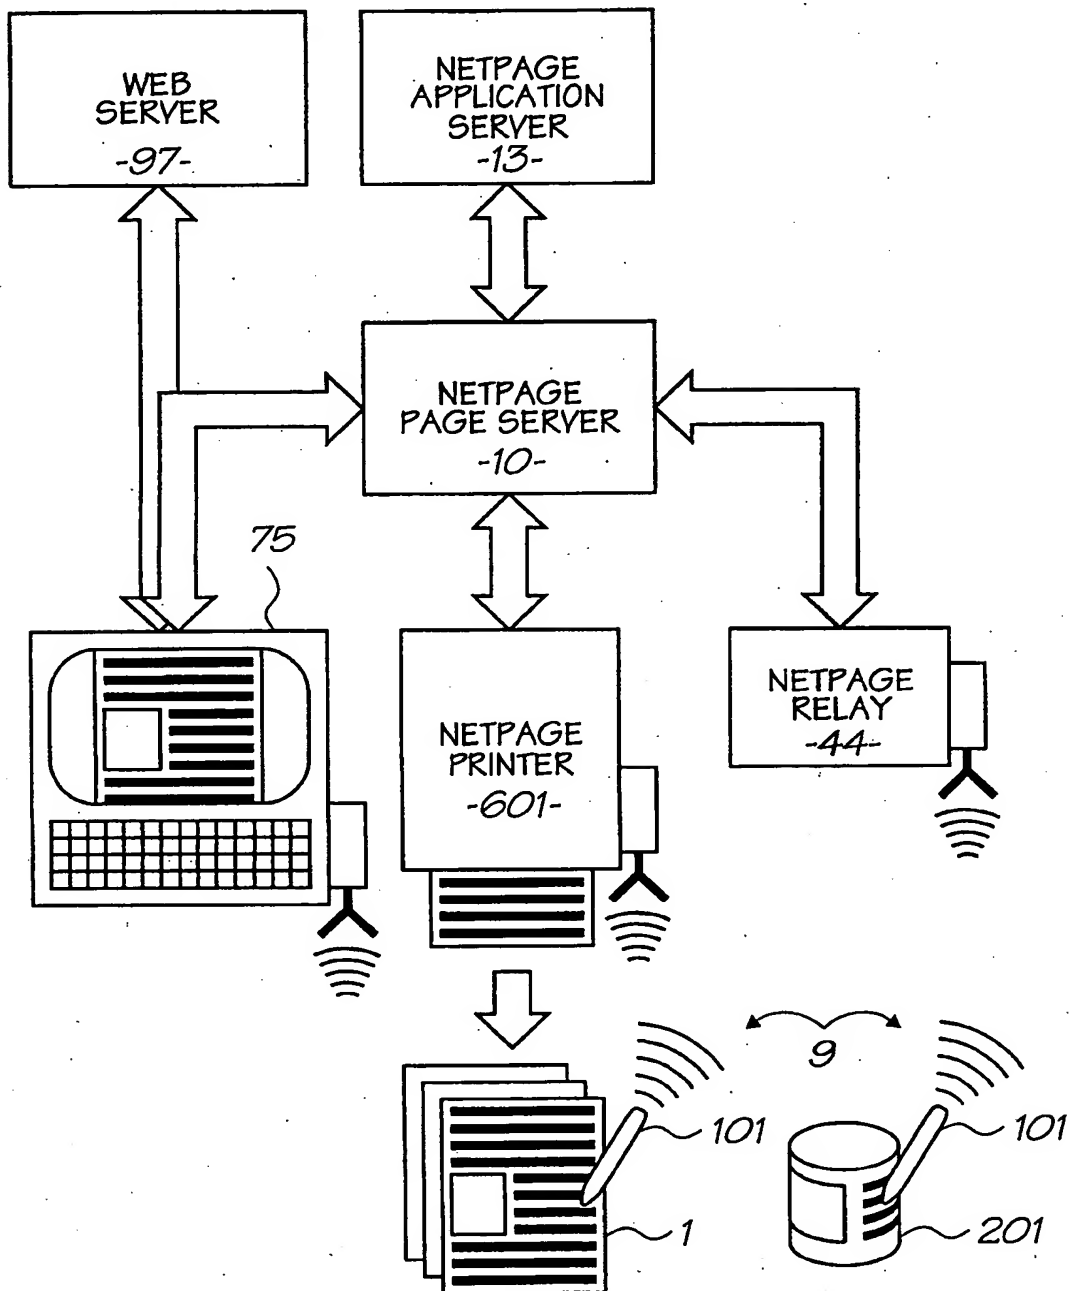 WEB
SERVER
-97-
NETPAGE
APPLICATION
SERVER
-13-
NETPAGE
PAGE SERVER
-10-
75
NETPAGE
PRINTER
-601-
NETPAGE
RELAY
-44-
9
101
101
1
201